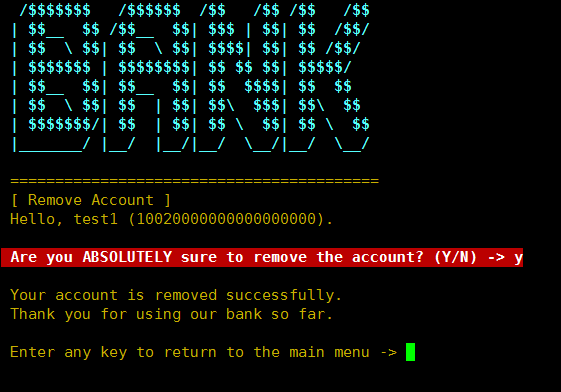 /$$$$$$$   /$$$$$$  /$$   /$$ /$$   /$$
| $$__  $$ /$$__  $$| $$$ | $$| $$  /$$/
| $$  \ $$| $$  \ $$| $$$$| $$| $$ /$$/
| $$$$$$$ | $$$$$$$$| $$ $$ $$| $$$$$/
| $$__  $$| $$__  $$| $$  $$$$| $$  $$
| $$  \ $$| $$  | $$| $$\  $$$| $$\  $$
| $$$$$$$/| $$  | $$| $$ \  $$| $$ \  $$
|_______/ |__/  |__/|__/  \__/|__/  \__/
=========================================
[ Remove Account ]
Hello, test1 (10020000000000000000).
Are you ABSOLUTELY sure to remove the account? (Y/N) -> y
Your account is removed successfully.
Thank you for using our bank so far.
Enter any key to return to the main menu ->